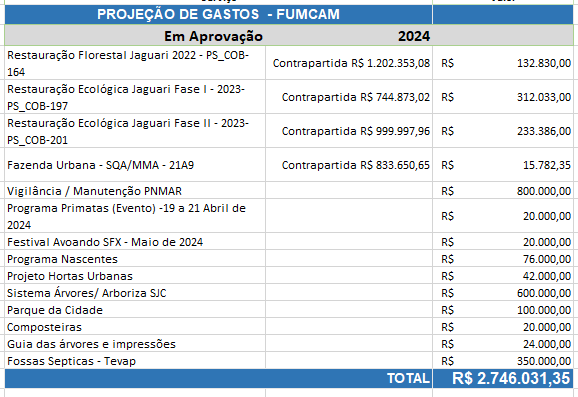 PROJEÇÃO DE GASTOS - FUMCAM
Em Aprovação 2024
Restauração Florestal Jaguari 2022 - PS_COB-
164 Contrapartida R$ 1.202.353,08 R$ 132.830,00
Restauração Ecológica Jaguari Fase I - 2023-
PS_COB-197 Contrapartida R$ 744.873,02 R$ 312.033,00
Restauração Ecológica Jaguari Fase II - 2023-
PS_COB-201 Contrapartida R$ 999.997,96 R$ 233.386,00
Fazenda Urbana - SQA/MMA - 21A9 Contrapartida R$ 833.650,65 R$ 15.782,35
Vigilância / Manutenção PNMAR R$ 800.000,00
Programa Primatas (Evento) -19 a 21 Abril de
2024 R$ 20.000,00
Festival Avoando SFX - Maio de 2024 R$ 20.000,00
Programa Nascentes R$ 76.000,00
Projeto Hortas Urbanas R$ 42.000,00
Sistema Árvores/ Arboriza SJC R$ 600.000,00
Parque da Cidade R$ 100.000,00
Composteiras R$ 20.000,00
Guia das árvores e impressões R$ 24.000,00
Fossas Septicas - Tevap R$ 350.000,00
TOTAL R$ 2.746.031,35